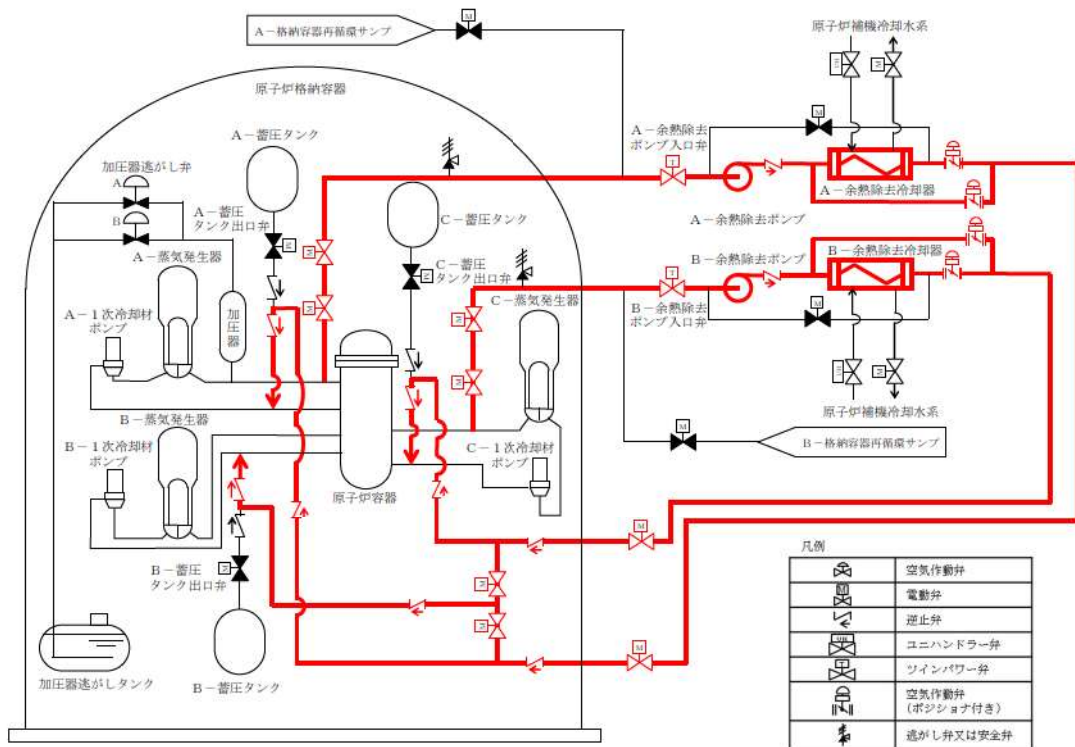 A－格納容器再循環サンプ
M
原子炉補機冷却水系
UH
M
原子炉格納容器
A－余熱除去
ポンプ入口弁
M
T
A－余熱除去冷却器
A－余熱除去ポンプ
B－余熱除去ポンプ
B－余熱除去冷却器
T
B－余熱除去
ポンプ入口弁
M
UH
M
原子炉補機冷却水系
M
B－格納容器再循環サンプ
A－蓄圧タンク
加圧器逃がし弁
A
B
A－蓄圧
タンク出口弁
M
C－蓄圧タンク
C－蓄圧
タンク出口弁
M
A－蒸気発生器
C－蒸気発生器
A－1次冷却材
ポンプ
加圧器
M
M
M
M
B－蒸気発生器
B－1次冷却材
ポンプ
C－1次冷却材
ポンプ
原子炉容器
B－蓄圧
タンク出口弁
M
M
M
M
M
B－蓄圧タンク
加圧器逃がしタンク
凡例
空気作動弁
M
電動弁
逆止弁
UH
ユニハンドラー弁
T
ツインパワー弁
空気作動弁
(ポジショナ付き)
逃がし弁又は安全弁